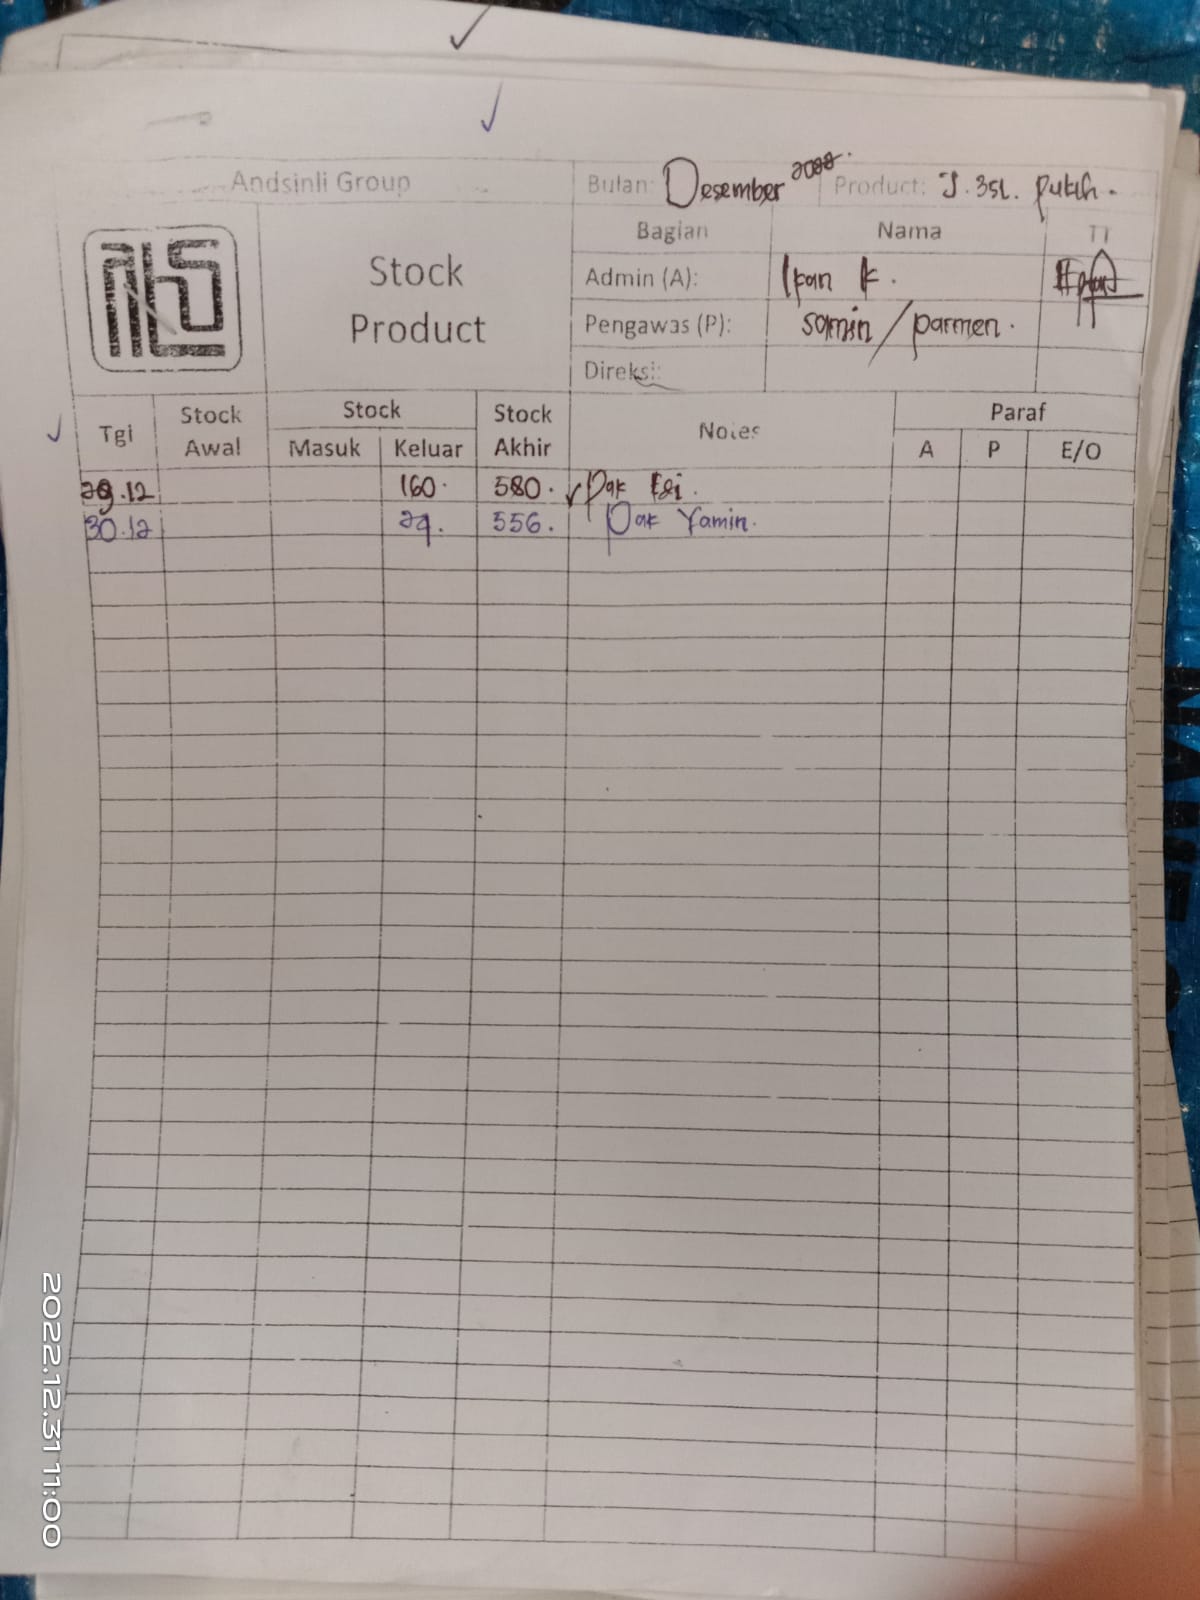 Andsinli Group
Bulan: Desember 2022. Product: J. 35L. Putih.
Stock Product
Bagian Nama TT
Admin (A): Ikan K.
Pengawas (P): samin / parmen.
Direksi:
Tgl Stock Awal Stock Masuk Keluar Stock Akhir Notes Paraf A P E/O
29.12 160. 580. Pak Edi.
30.12 24. 556. Pak Yamin.
2022.12.31 11:00